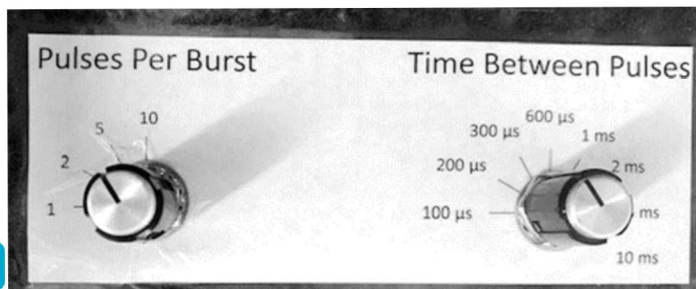 Pulses Per Burst
Time Between Pulses
1
2
5
10
100 µs
200 µs
300 µs
600 µs
1 ms
2 ms
ms
10 ms